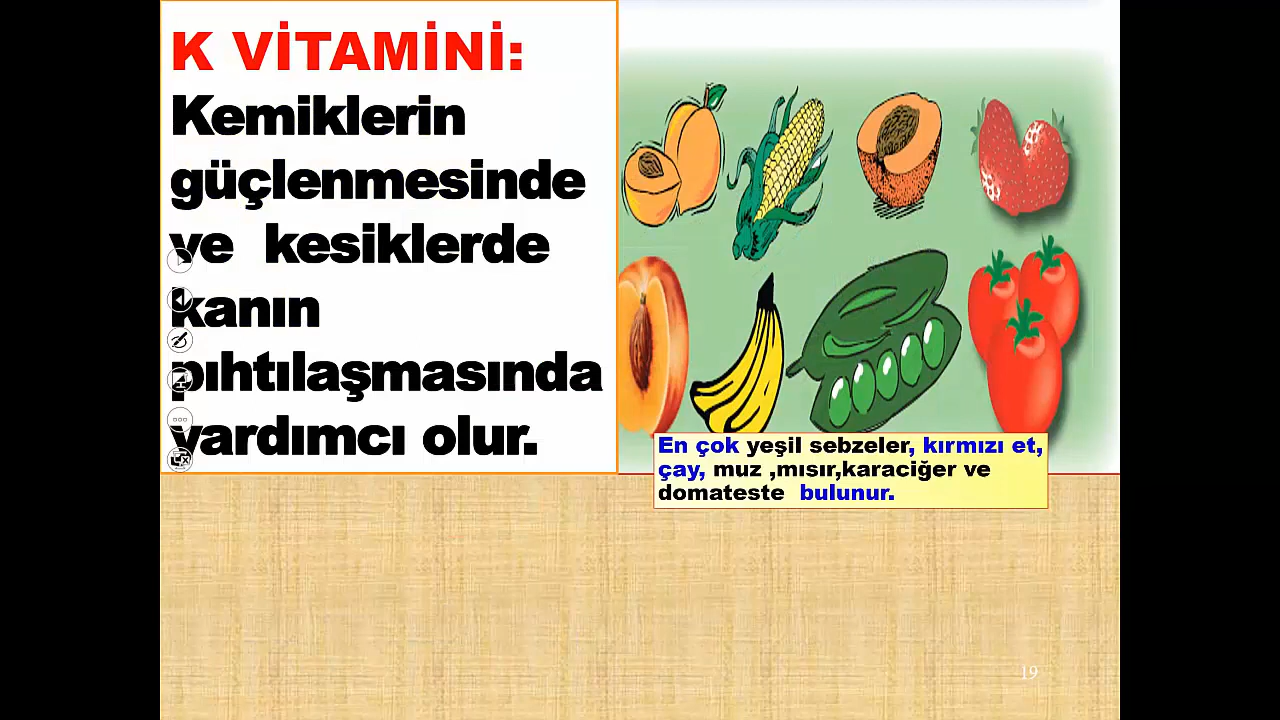 K VİTAMİNİ:
Kemiklerin
güçlenmesinde
ve kesiklerde
kanın
pıhtılaşmasında
yardımcı olur.
En çok yeşil sebzeler, kırmızı et,
çay, muz ,mısır,karaciğer ve
domateste bulunur.
19